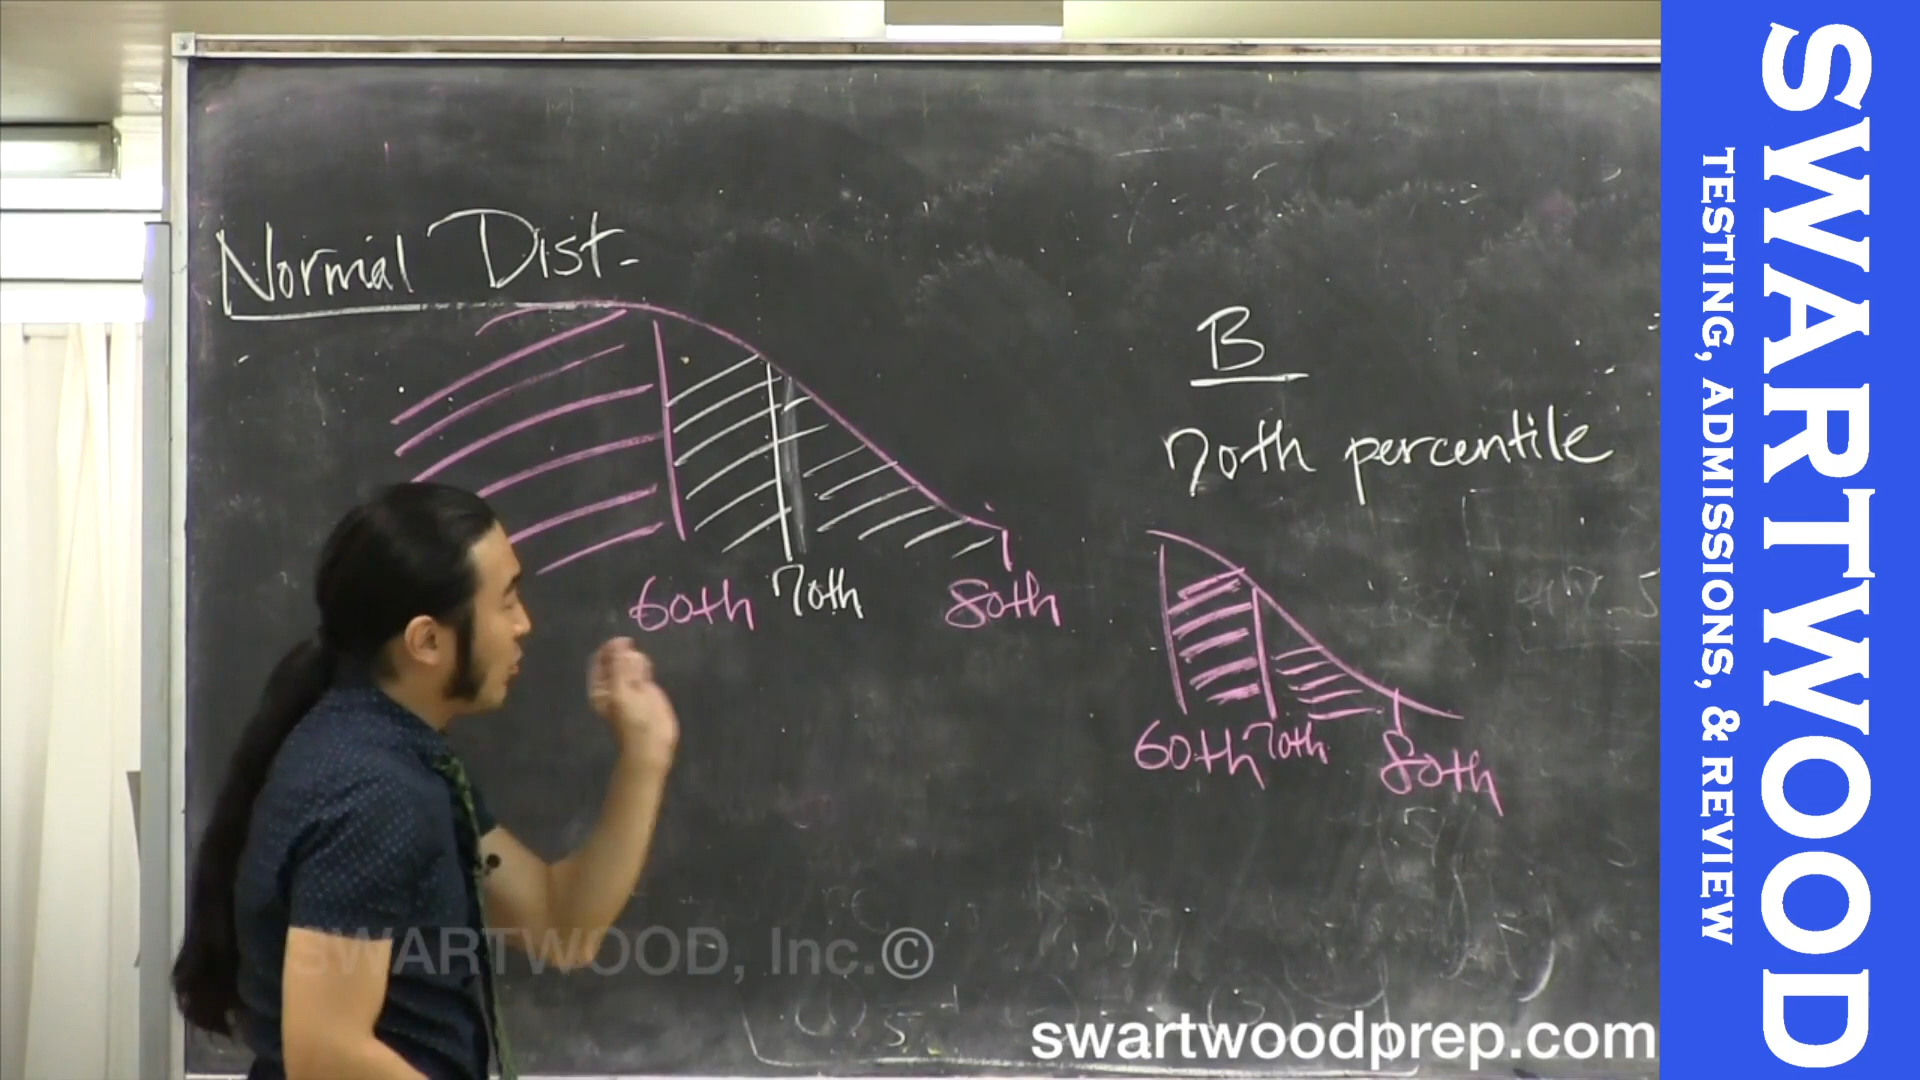 Normal Dist.
B
70th percentile
60th 70th 80th
60th 70th 80th
SWARTWOOD, Inc.©
swartwoodprep.com
SWARTWOOD
TESTING, ADMISSIONS, & REVIEW